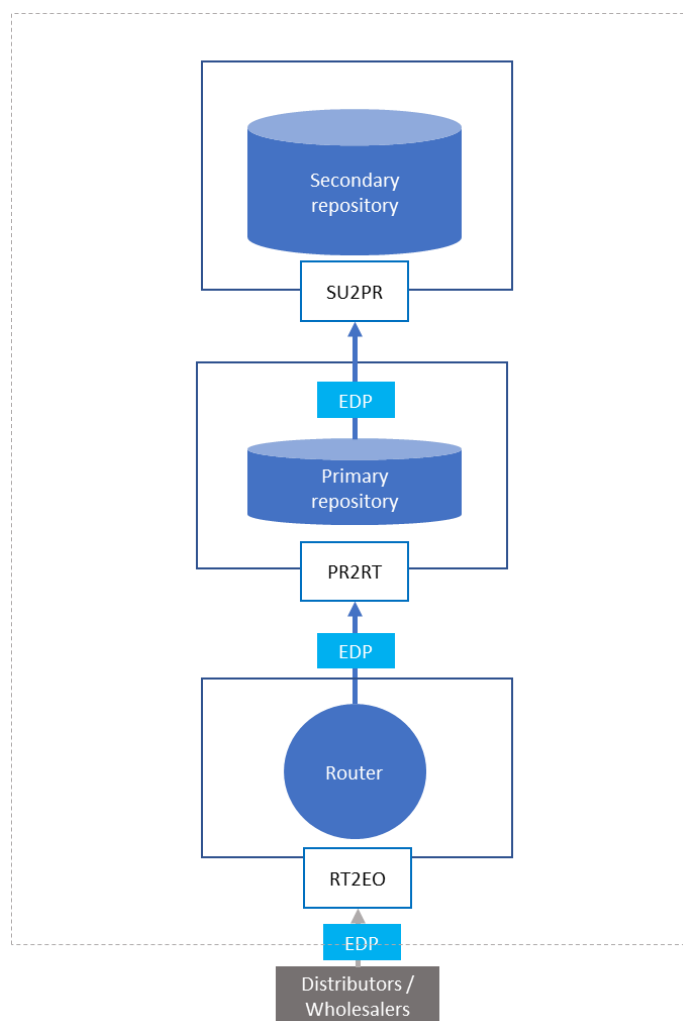 Secondary
repository
SU2PR
EDP
Primary
repository
PR2RT
EDP
Router
RT2EO
EDP
Distributors /
Wholesalers